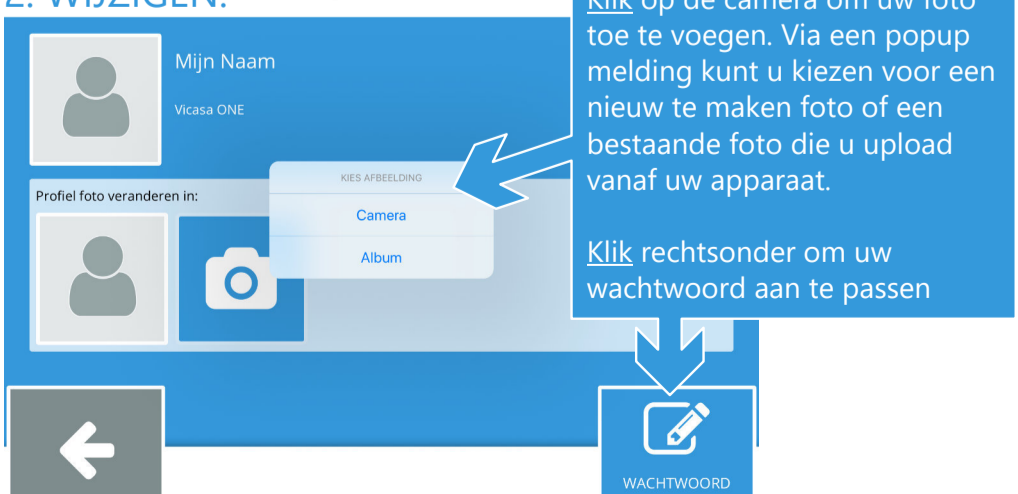 2. WIJZIGEN:
Klik op de camera om uw foto
toe te voegen. Via een popup
melding kunt u kiezen voor een
nieuw te maken foto of een
bestaande foto die u upload
vanaf uw apparaat.
Klik rechtsonder om uw
wachtwoord aan te passen
Mijn Naam
Vicasa ONE
KIES AFBEELDING
Camera
Album
Profiel foto veranderen in:
WACHTWOORD